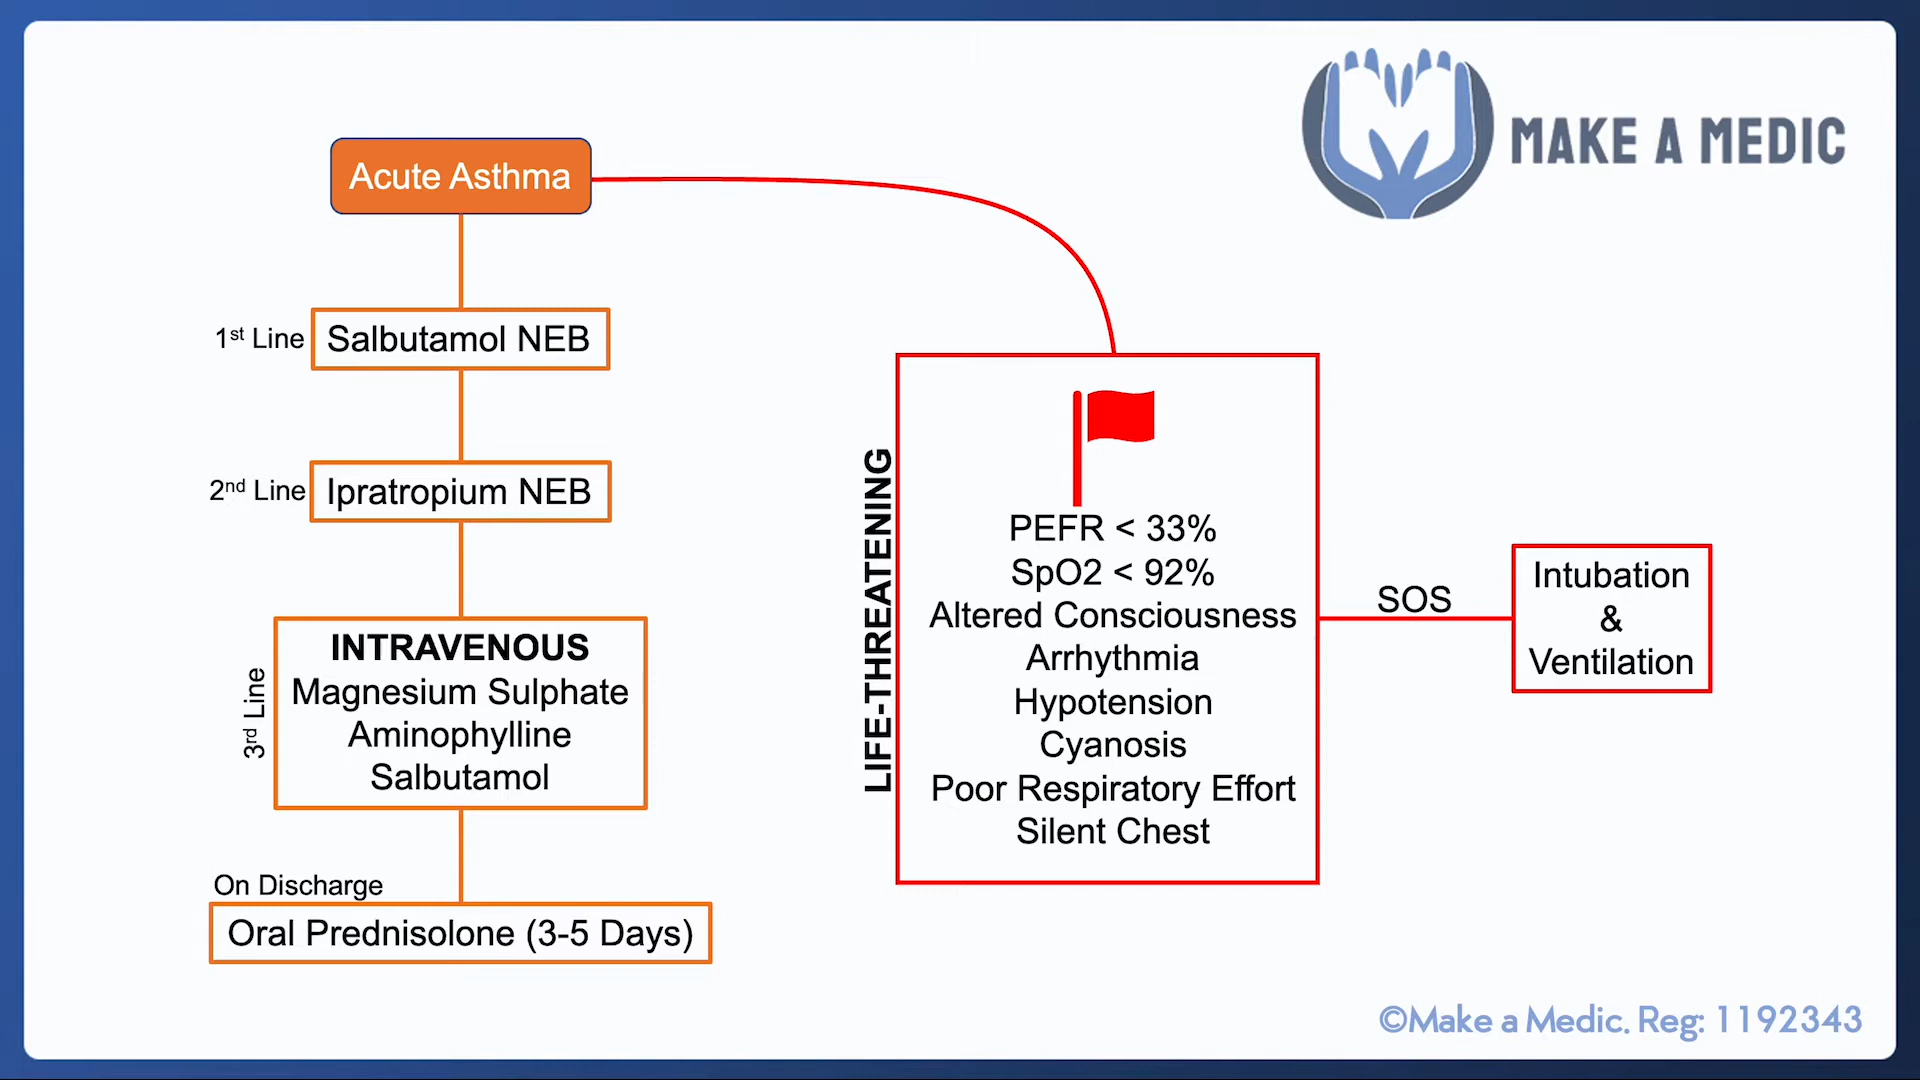 MAKE A MEDIC
Acute Asthma
1st Line
Salbutamol NEB
2nd Line
Ipratropium NEB
3rd Line
INTRAVENOUS
Magnesium Sulphate
Aminophylline
Salbutamol
On Discharge
Oral Prednisolone (3-5 Days)
LIFE-THREATENING
PEFR < 33%
SpO2 < 92%
Altered Consciousness
Arrhythmia
Hypotension
Cyanosis
Poor Respiratory Effort
Silent Chest
SOS
Intubation
&
Ventilation
©Make a Medic. Reg: 1192343